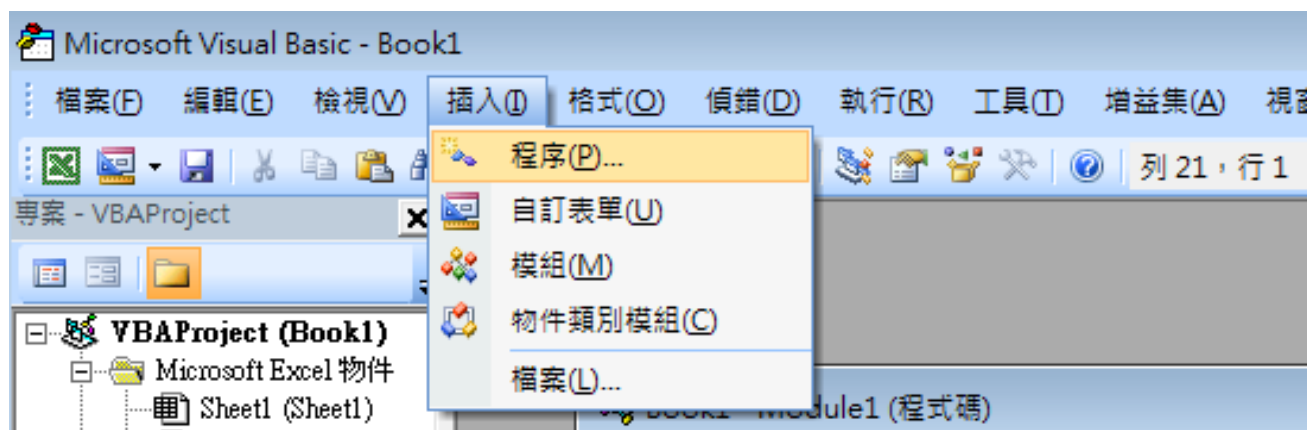 Microsoft Visual Basic - Book1
檔案(F) 編輯(E) 檢視(V) 插入(I) 格式(O) 偵錯(D) 執行(R) 工具(T) 增益集(A) 視窗
程序(P)...
列 21，行 1
專案 - VBAProject
自訂表單(U)
模組(M)
物件類別模組(C)
VBAProject (Book1)
Microsoft Excel 物件
檔案(L)...
Sheet1 (Sheet1)
Book1 - Module1 (程式碼)